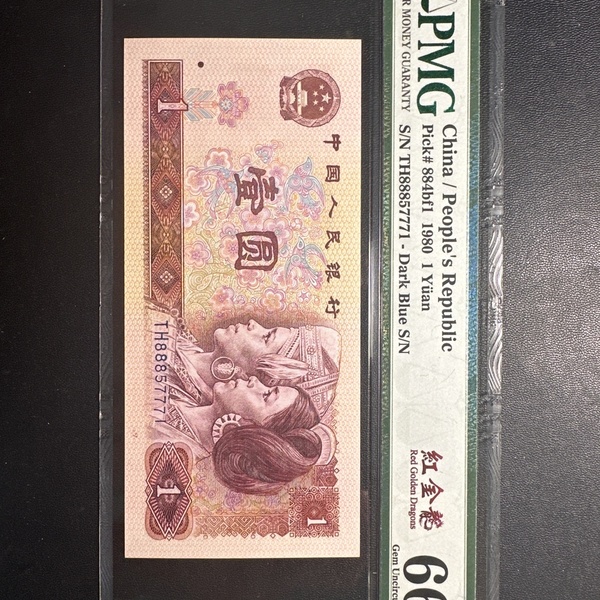 PMG
R MONEY GUARANTY
China / People's Republic
Pick# 884bf1 1980 1 Yüan
S/N TH88857771 - Dark Blue S/N
紅金龍
Red Golden Dragons
66
Gem Uncirc
中国人民银行
壹圆
1
TH88857771
1
1